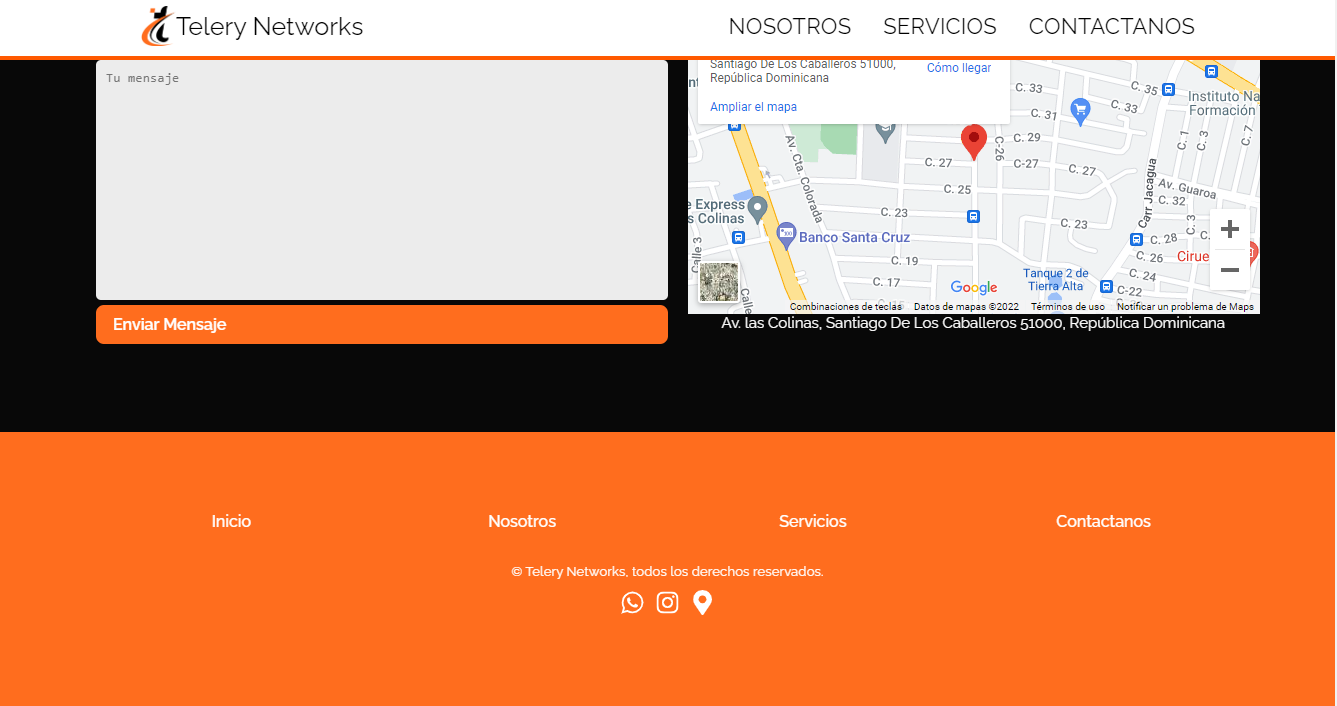 Telery Networks
NOSOTROS
SERVICIOS
CONTACTANOS
Tu mensaje
Enviar Mensaje
Santiago De Los Caballeros 51000,
República Dominicana
Cómo llegar
Ampliar el mapa
C. 33
C. 35
C. 33
C. 31
Instituto Na
Formación
C. 29
C-26
C. 1
C. 3
C. 7
C. 27
C-27
C. 27
Av. Cta. Colorada
C. 25
Carr Jacagua
Av. Guaroa
C. 32
e Express
s Colinas
C. 23
C. 23
C. 3
Banco Santa Cruz
C. 28
Calle 3
C. 19
C. 26
Cirue
C. 17
Tanque 2 de
Tierra Alta
C. 24
C-22
Calle
Google
Combinaciones de teclas
Datos de mapas ©2022
Términos de uso
Notificar un problema de Maps
Av. las Colinas, Santiago De Los Caballeros 51000, República Dominicana
Inicio
Nosotros
Servicios
Contactanos
© Telery Networks, todos los derechos reservados.